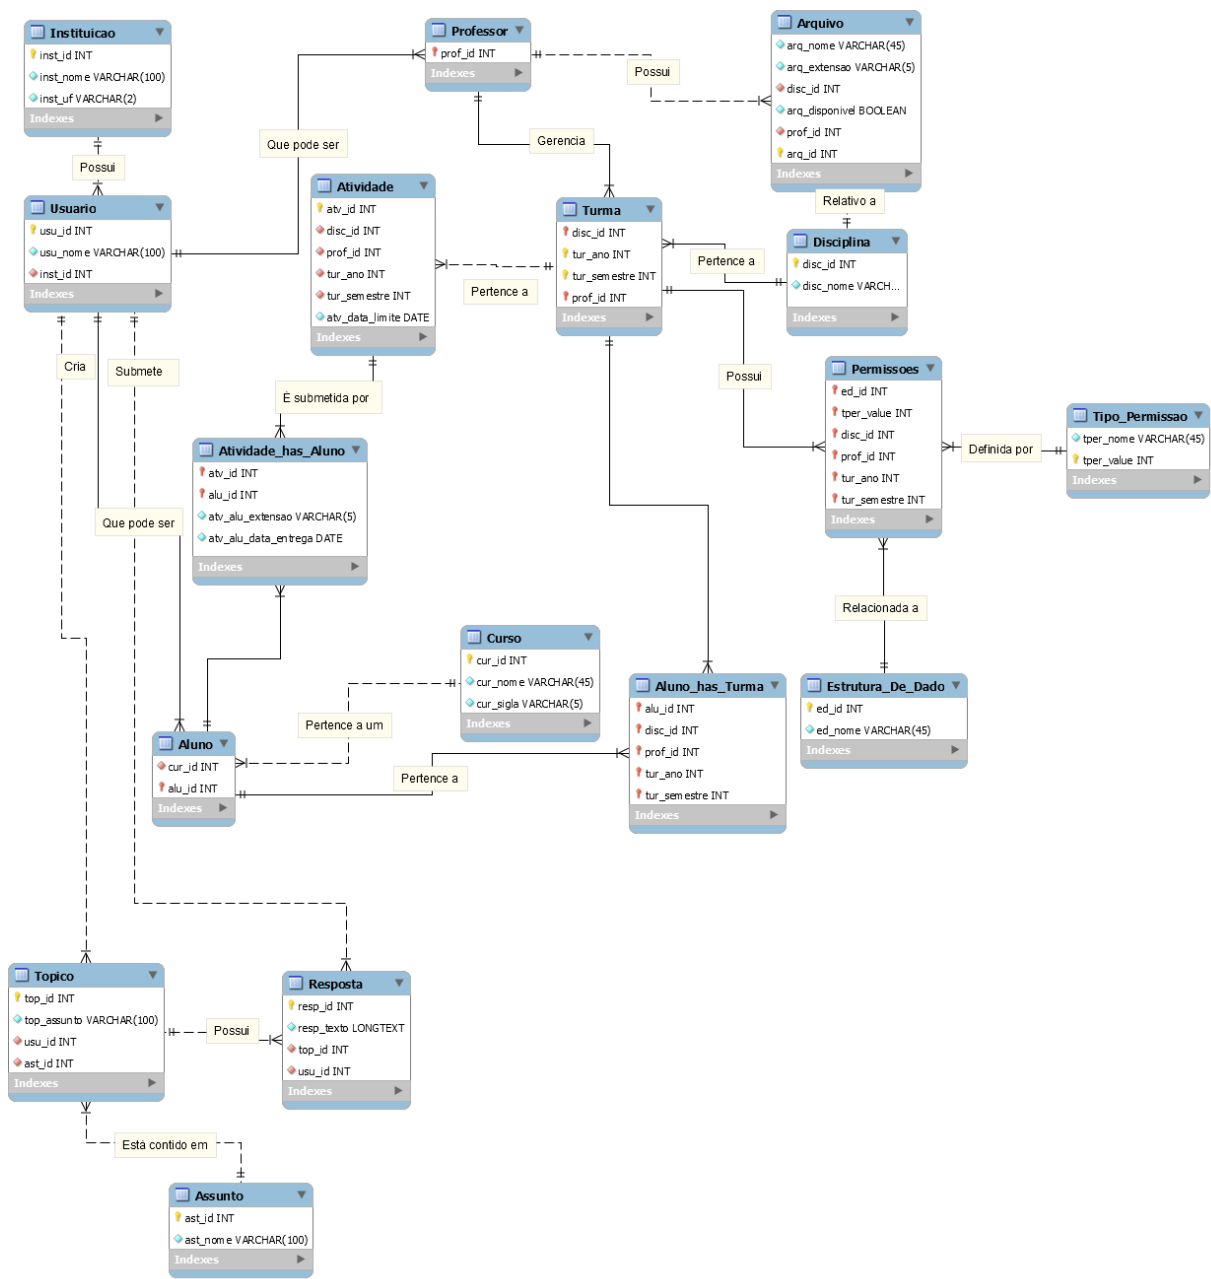 Instituicao
inst_id INT
inst_nome VARCHAR(100)
inst_uf VARCHAR(2)
Indexes
Possui
Usuario
usu_id INT
usu_nome VARCHAR(100)
inst_id INT
Indexes
Que pode ser
Professor
prof_id INT
Indexes
Possui
Gerencia
Arquivo
arq_nome VARCHAR(45)
arq_extensao VARCHAR(5)
disc_id INT
arq_disponivel BOOLEAN
prof_id INT
arq_id INT
Indexes
Relativo a
Atividade
atv_id INT
disc_id INT
prof_id INT
tur_ano INT
tur_semestre INT
atv_data_limite DATE
Indexes
Pertence a
Turma
disc_id INT
tur_ano INT
tur_semestre INT
prof_id INT
Indexes
Pertence a
Disciplina
disc_id INT
disc_nome VARCH...
Indexes
Cria
Submete
É submetida por
Possui
Permissoes
ed_id INT
tper_value INT
disc_id INT
prof_id INT
tur_ano INT
tur_semestre INT
Indexes
Definida por
Tipo_Permissao
tper_nome VARCHAR(45)
tper_value INT
Indexes
Atividade_has_Aluno
atv_id INT
alu_id INT
atv_alu_extensao VARCHAR(5)
atv_alu_data_entrega DATE
Indexes
Que pode ser
Relacionada a
Curso
cur_id INT
cur_nome VARCHAR(45)
cur_sigla VARCHAR(5)
Indexes
Pertence a um
Aluno_has_Turma
alu_id INT
disc_id INT
prof_id INT
tur_ano INT
tur_semestre INT
Indexes
Estrutura_De_Dado
ed_id INT
ed_nome VARCHAR(45)
Indexes
Aluno
cur_id INT
alu_id INT
Indexes
Pertence a
Topico
top_id INT
top_assunto VARCHAR(100)
usu_id INT
ast_id INT
Indexes
Possui
Resposta
resp_id INT
resp_texto LONGTEXT
top_id INT
usu_id INT
Indexes
Está contido em
Assunto
ast_id INT
ast_nome VARCHAR(100)
Indexes